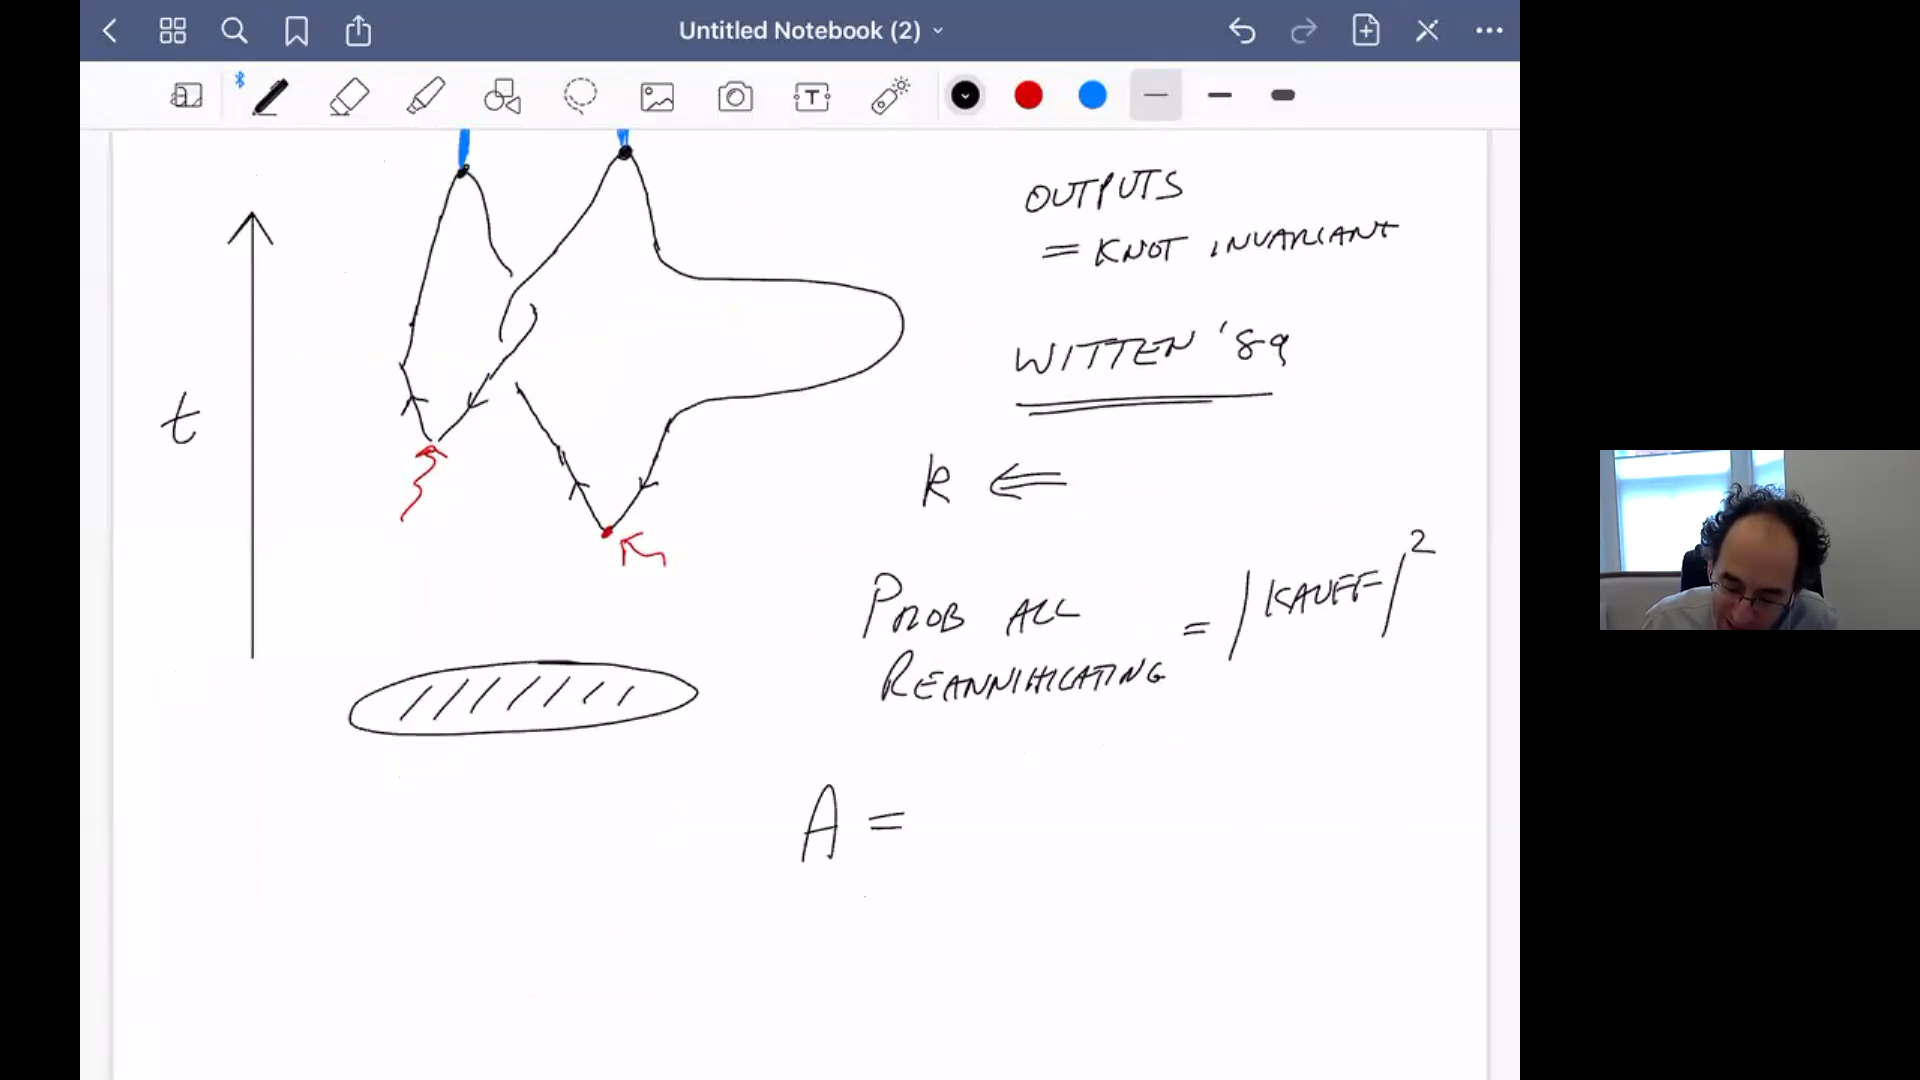 Untitled Notebook (2)
T
OUTPUTS
= KNOT INVARIANT
WITTEN '89
t
k ⇐
PROB ALL
REANNIHILATING = |KAUFF|²
A =